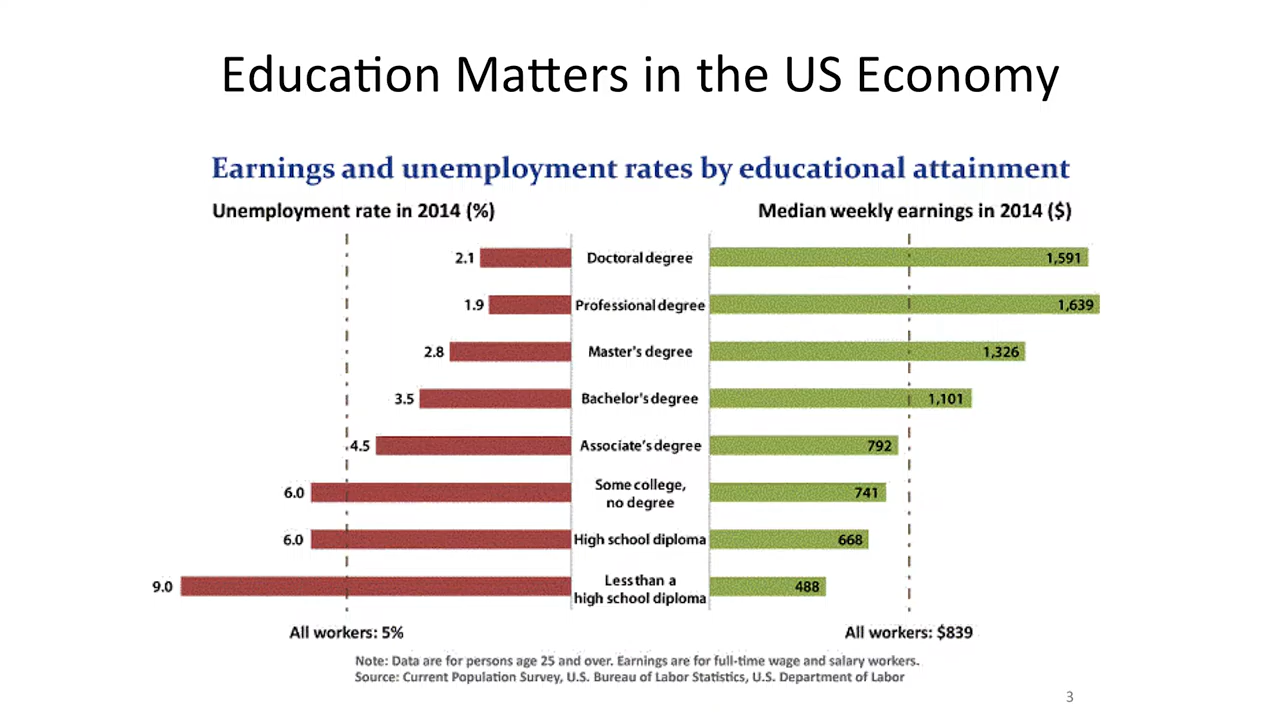 Education Matters in the US Economy
Earnings and unemployment rates by educational attainment
Unemployment rate in 2014 (%)
Median weekly earnings in 2014 ($)
2.1 Doctoral degree 1,591
1.9 Professional degree 1,639
2.8 Master's degree 1,326
3.5 Bachelor's degree 1,101
4.5 Associate's degree 792
6.0 Some college, 741
no degree
6.0 High school diploma 668
9.0 Less than a 488
high school diploma
All workers: 5%
All workers: $839
Note: Data are for persons age 25 and over. Earnings are for full-time wage and salary workers.
Source: Current Population Survey, U.S. Bureau of Labor Statistics, U.S. Department of Labor
3